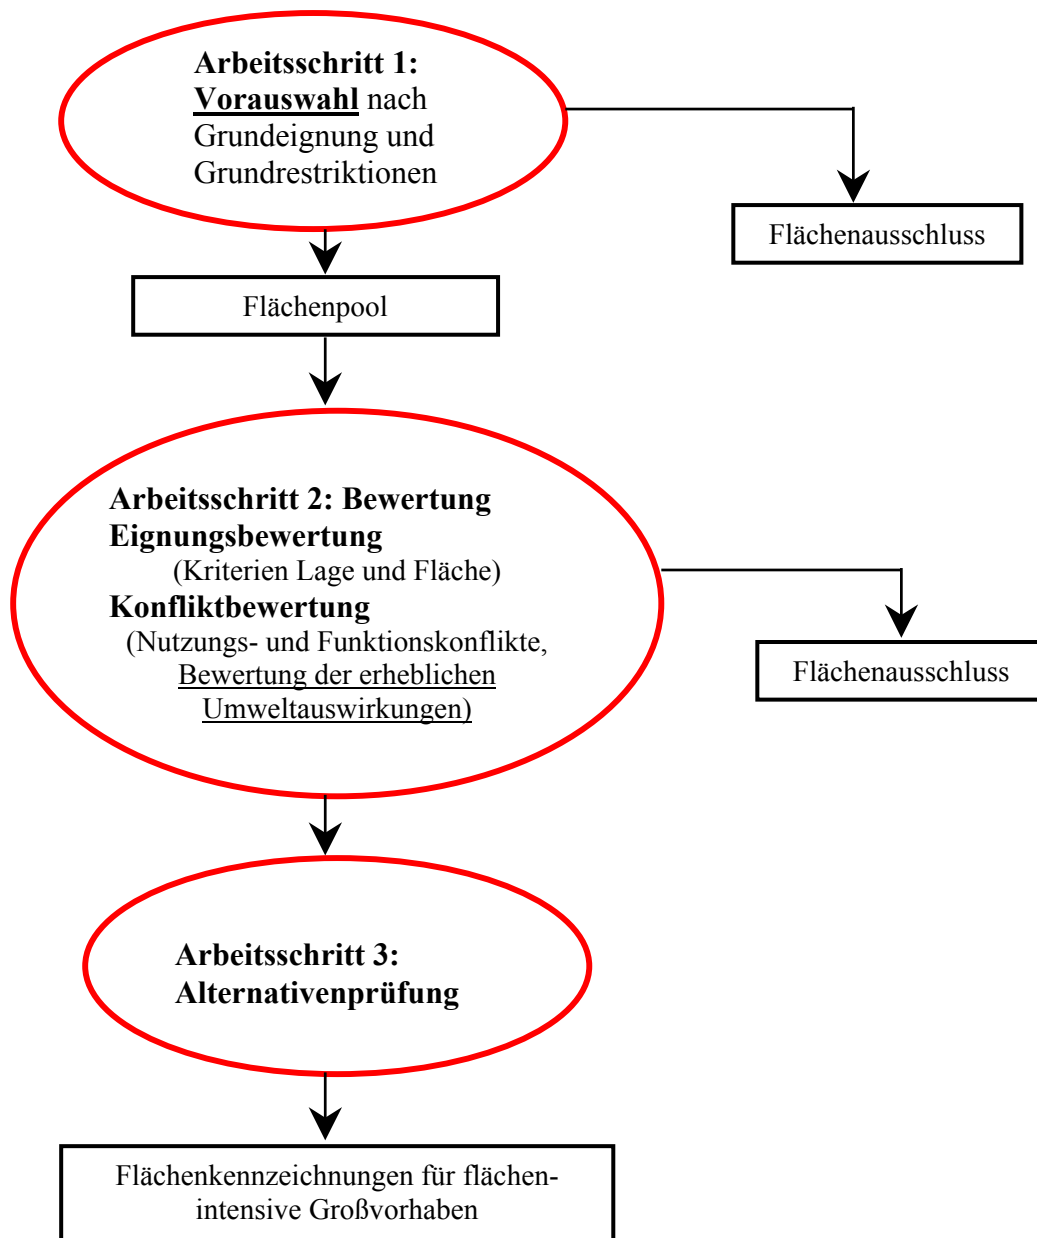 Arbeitsschritt 1:
Vorauswahl nach
Grundeignung und
Grundrestriktionen
Flächenausschluss
Flächenpool
Arbeitsschritt 2: Bewertung
Eignungsbewertung
(Kriterien Lage und Fläche)
Konfliktbewertung
(Nutzungs- und Funktionskonflikte,
Bewertung der erheblichen
Umweltauswirkungen)
Flächenausschluss
Arbeitsschritt 3:
Alternativenprüfung
Flächenkennzeichnungen für flächen-
intensive Großvorhaben